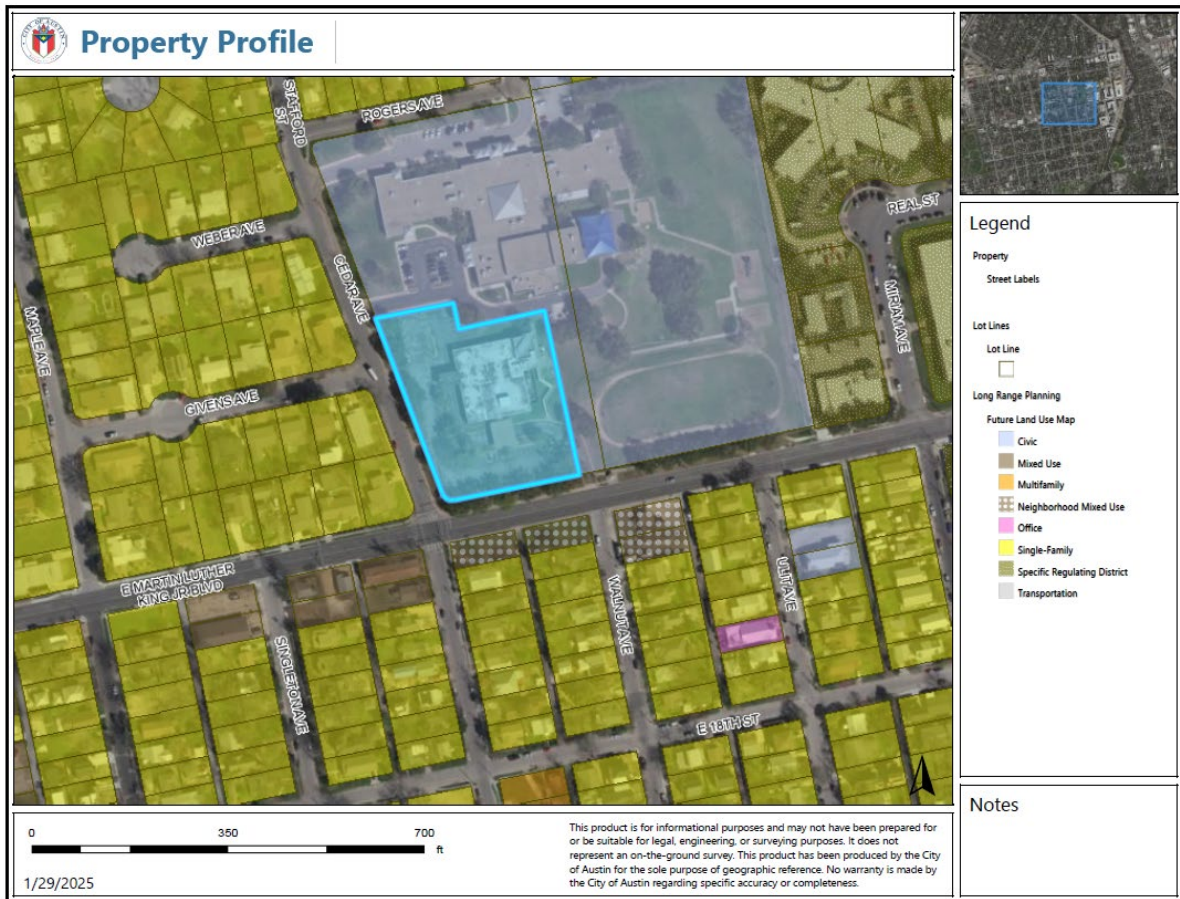 Property Profile
STAFFORD
ST
ROGERS AVE
WEBER AVE
CEDAR AVE
MAPLE AVE
GIVENS AVE
REAL ST
MIRIAM AVE
E MARTIN LUTHER
KING JR BLVD
SINGLETON AVE
WALNUT AVE
ULIT AVE
E 18TH ST
Legend
Property
Street Labels
Lot Lines
Lot Line
Long Range Planning
Future Land Use Map
Civic
Mixed Use
Multifamily
Neighborhood Mixed Use
Office
Single-Family
Specific Regulating District
Transportation
Notes
0 350 700
ft
1/29/2025
This product is for informational purposes and may not have been prepared for
or be suitable for legal, engineering, or surveying purposes. It does not
represent an on-the-ground survey. This product has been produced by the City
of Austin for the sole purpose of geographic reference. No warranty is made by
the City of Austin regarding specific accuracy or completeness.